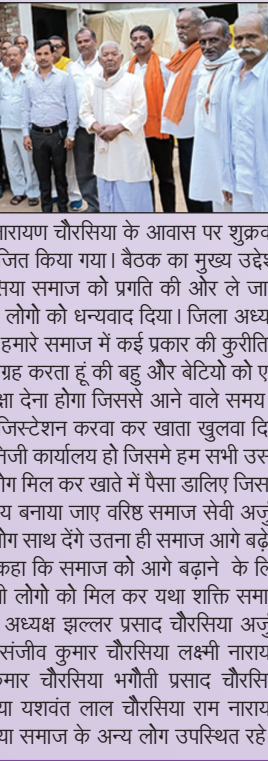 नारायण चौरसिया के आवास पर शुक्रव
जित किया गया। बैठक का मुख्य उद्देश
सिया समाज को प्रगति की ओर ले जा
लोगो को धन्यवाद दिया। जिला अध्य
हमारे समाज में कई प्रकार की कुरीति
ग्रह करता हूं की बहु और बेटियो को ए
क्षा देना होगा जिससे आने वाले समय
जिस्टेशन करवा कर खाता खुलवा दि
निजी कार्यालय हो जिसमे हम सभी उस
ोग मिल कर खाते में पैसा डालिए जिस
य बनाया जाए वरिष्ठ समाज सेवी अर्जु
ोग साथ देंगे उतना ही समाज आगे बढ़े
कहा कि समाज को आगे बढ़ाने के लि
ी लोगो को मिल कर यथा शक्ति समा
अध्यक्ष झल्लर प्रसाद चौरसिया अर्जु
संजीव कुमार चौरसिया लक्ष्मी नाराय
मार चौरसिया भगौती प्रसाद चौरसि
या यशवंत लाल चौरसिया राम नाराय
या समाज के अन्य लोग उपस्थित रहे